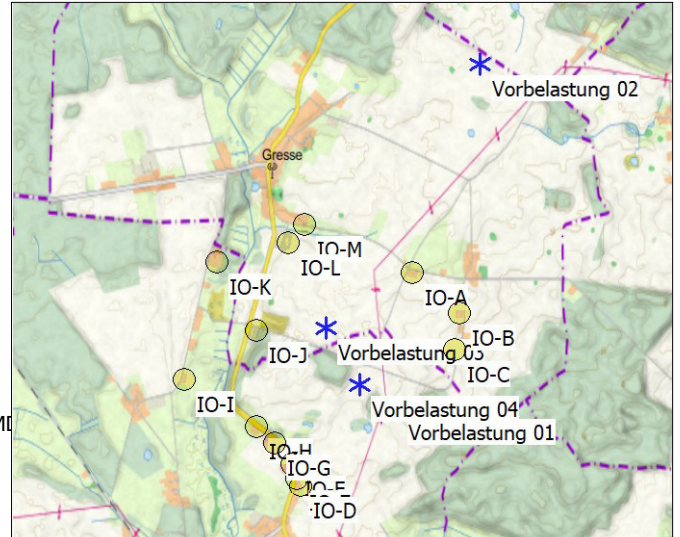 Vorbelastung 02
Gresse
IO-M
IO-L
IO-K
IO-A
IO-B
IO-J
Vorbelastung 03
IO-C
IO-I
Vorbelastung 04
Vorbelastung 01
IO-H
IO-G
IO-D